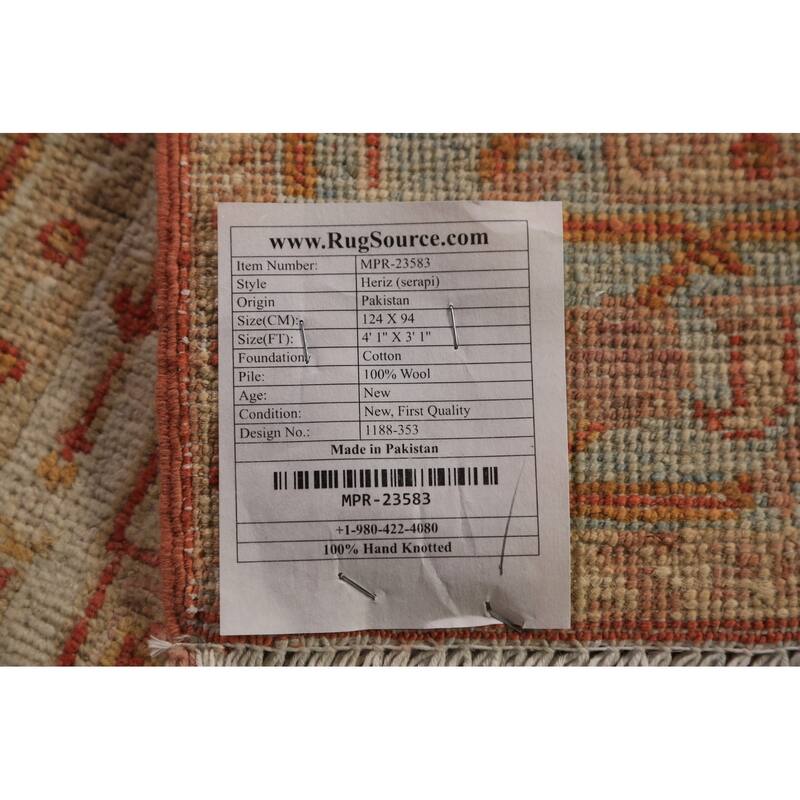 www.RugSource.com
Item Number: MPR-23583
Style Heriz (serapi)
Origin Pakistan
Size(CM): 124 X 94
Size(FT): 4' 1" X 3' 1"
Foundation Cotton
Pile: 100% Wool
Age: New
Condition: New, First Quality
Design No.: 1188-353
Made in Pakistan
MPR-23583
+1-980-422-4080
100% Hand Knotted